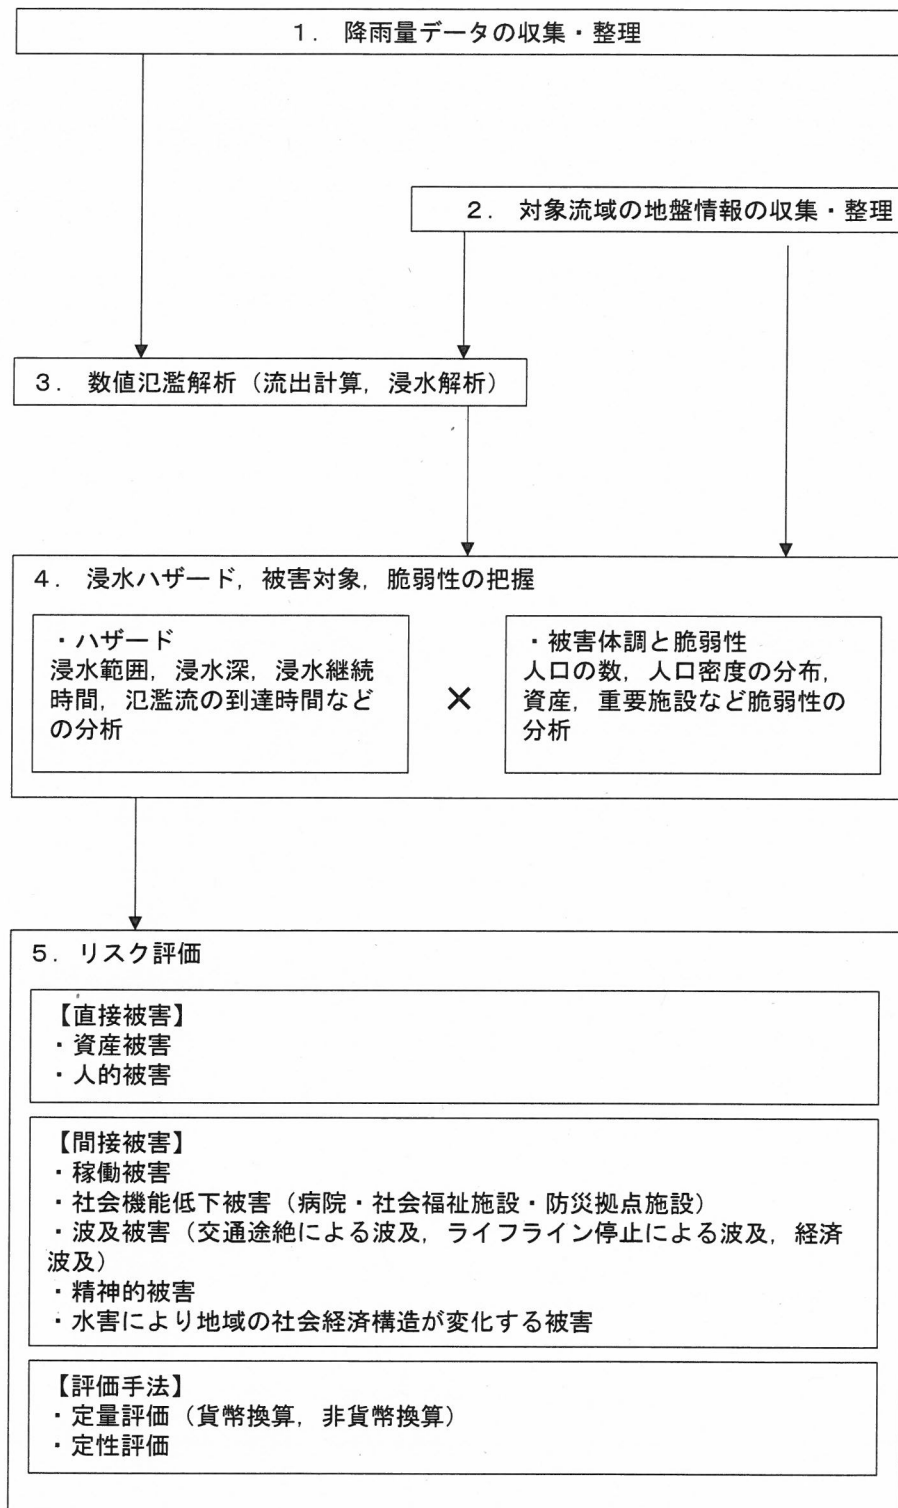 1. 降雨量データの収集・整理
2. 対象流域の地盤情報の収集・整理
3. 数値氾濫解析（流出計算，浸水解析）
4. 浸水ハザード，被害対象，脆弱性の把握
・ハザード
浸水範囲，浸水深，浸水継続
時間，氾濫流の到達時間など
の分析
×
・被害体調と脆弱性
人口の数，人口密度の分布，
資産，重要施設など脆弱性の
分析
5. リスク評価
【直接被害】
・資産被害
・人的被害
【間接被害】
・稼働被害
・社会機能低下被害（病院・社会福祉施設・防災拠点施設）
・波及被害（交通途絶による波及，ライフライン停止による波及，経済
波及）
・精神的被害
・水害により地域の社会経済構造が変化する被害
【評価手法】
・定量評価（貨幣換算，非貨幣換算）
・定性評価